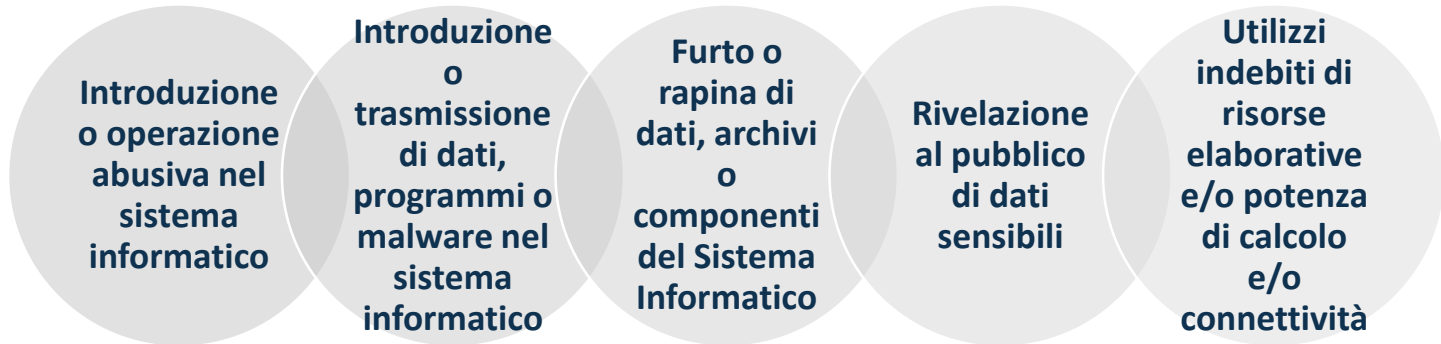 Introduzione
o operazione
abusiva nel
sistema
informatico
Introduzione
o
trasmissione
di dati,
programmi o
malware nel
sistema
informatico
Furto o
rapina di
dati, archivi
o
componenti
del Sistema
Informatico
Rivelazione
al pubblico
di dati
sensibili
Utilizzi
indebiti di
risorse
elaborative
e/o potenza
di calcolo
e/o
connettività